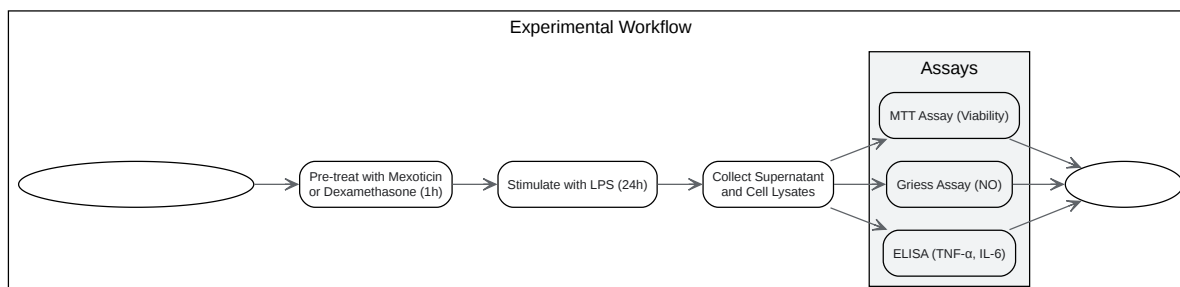 Experimental Workflow
Assays
MTT Assay (Viability)
Pre-treat with Mexoticin
or Dexamethasone (1h)
Stimulate with LPS (24h)
Collect Supernatant
and Cell Lysates
Griess Assay (NO)
ELISA (TNF-α, IL-6)